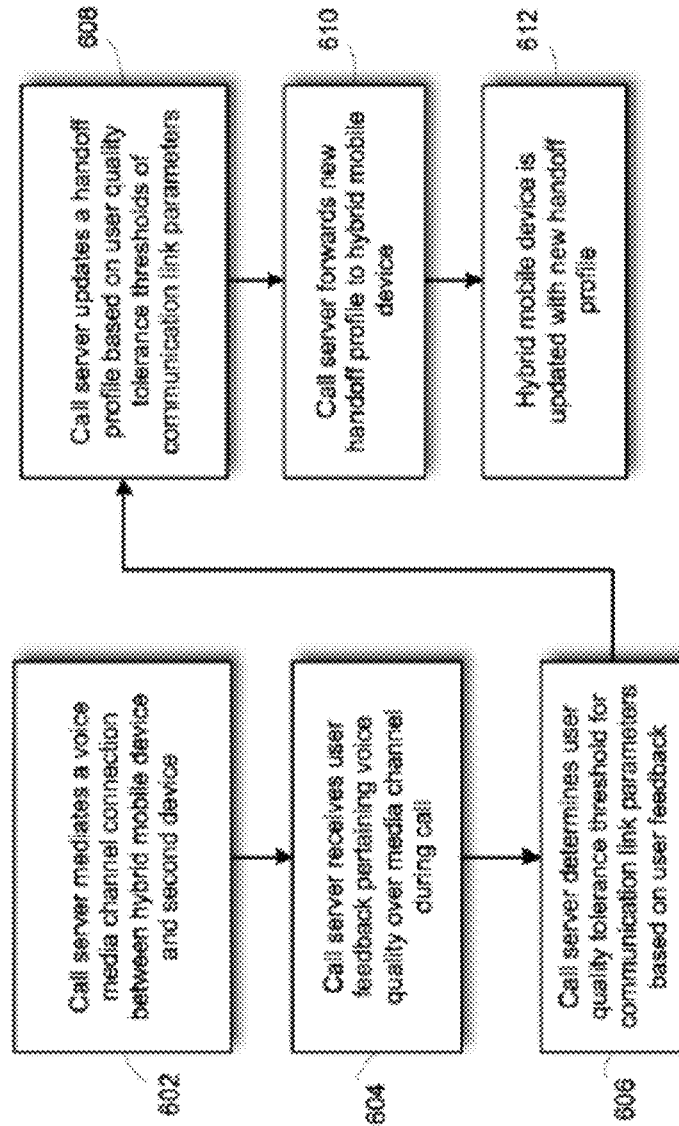 602
Call server mediates a voice
media channel connection
between hybrid mobile device
and second device
604
Call server receives user
feedback pertaining voice
quality over media channel
during call
606
Call server determines user
quality tolerance threshold for
communication link parameters
based on user feedback
608
Call server updates a handoff
profile based on user quality
tolerance thresholds of
communication link parameters
610
Call server forwards new
handoff profile to hybrid mobile
device
612
Hybrid mobile device is
updated with new handoff
profile